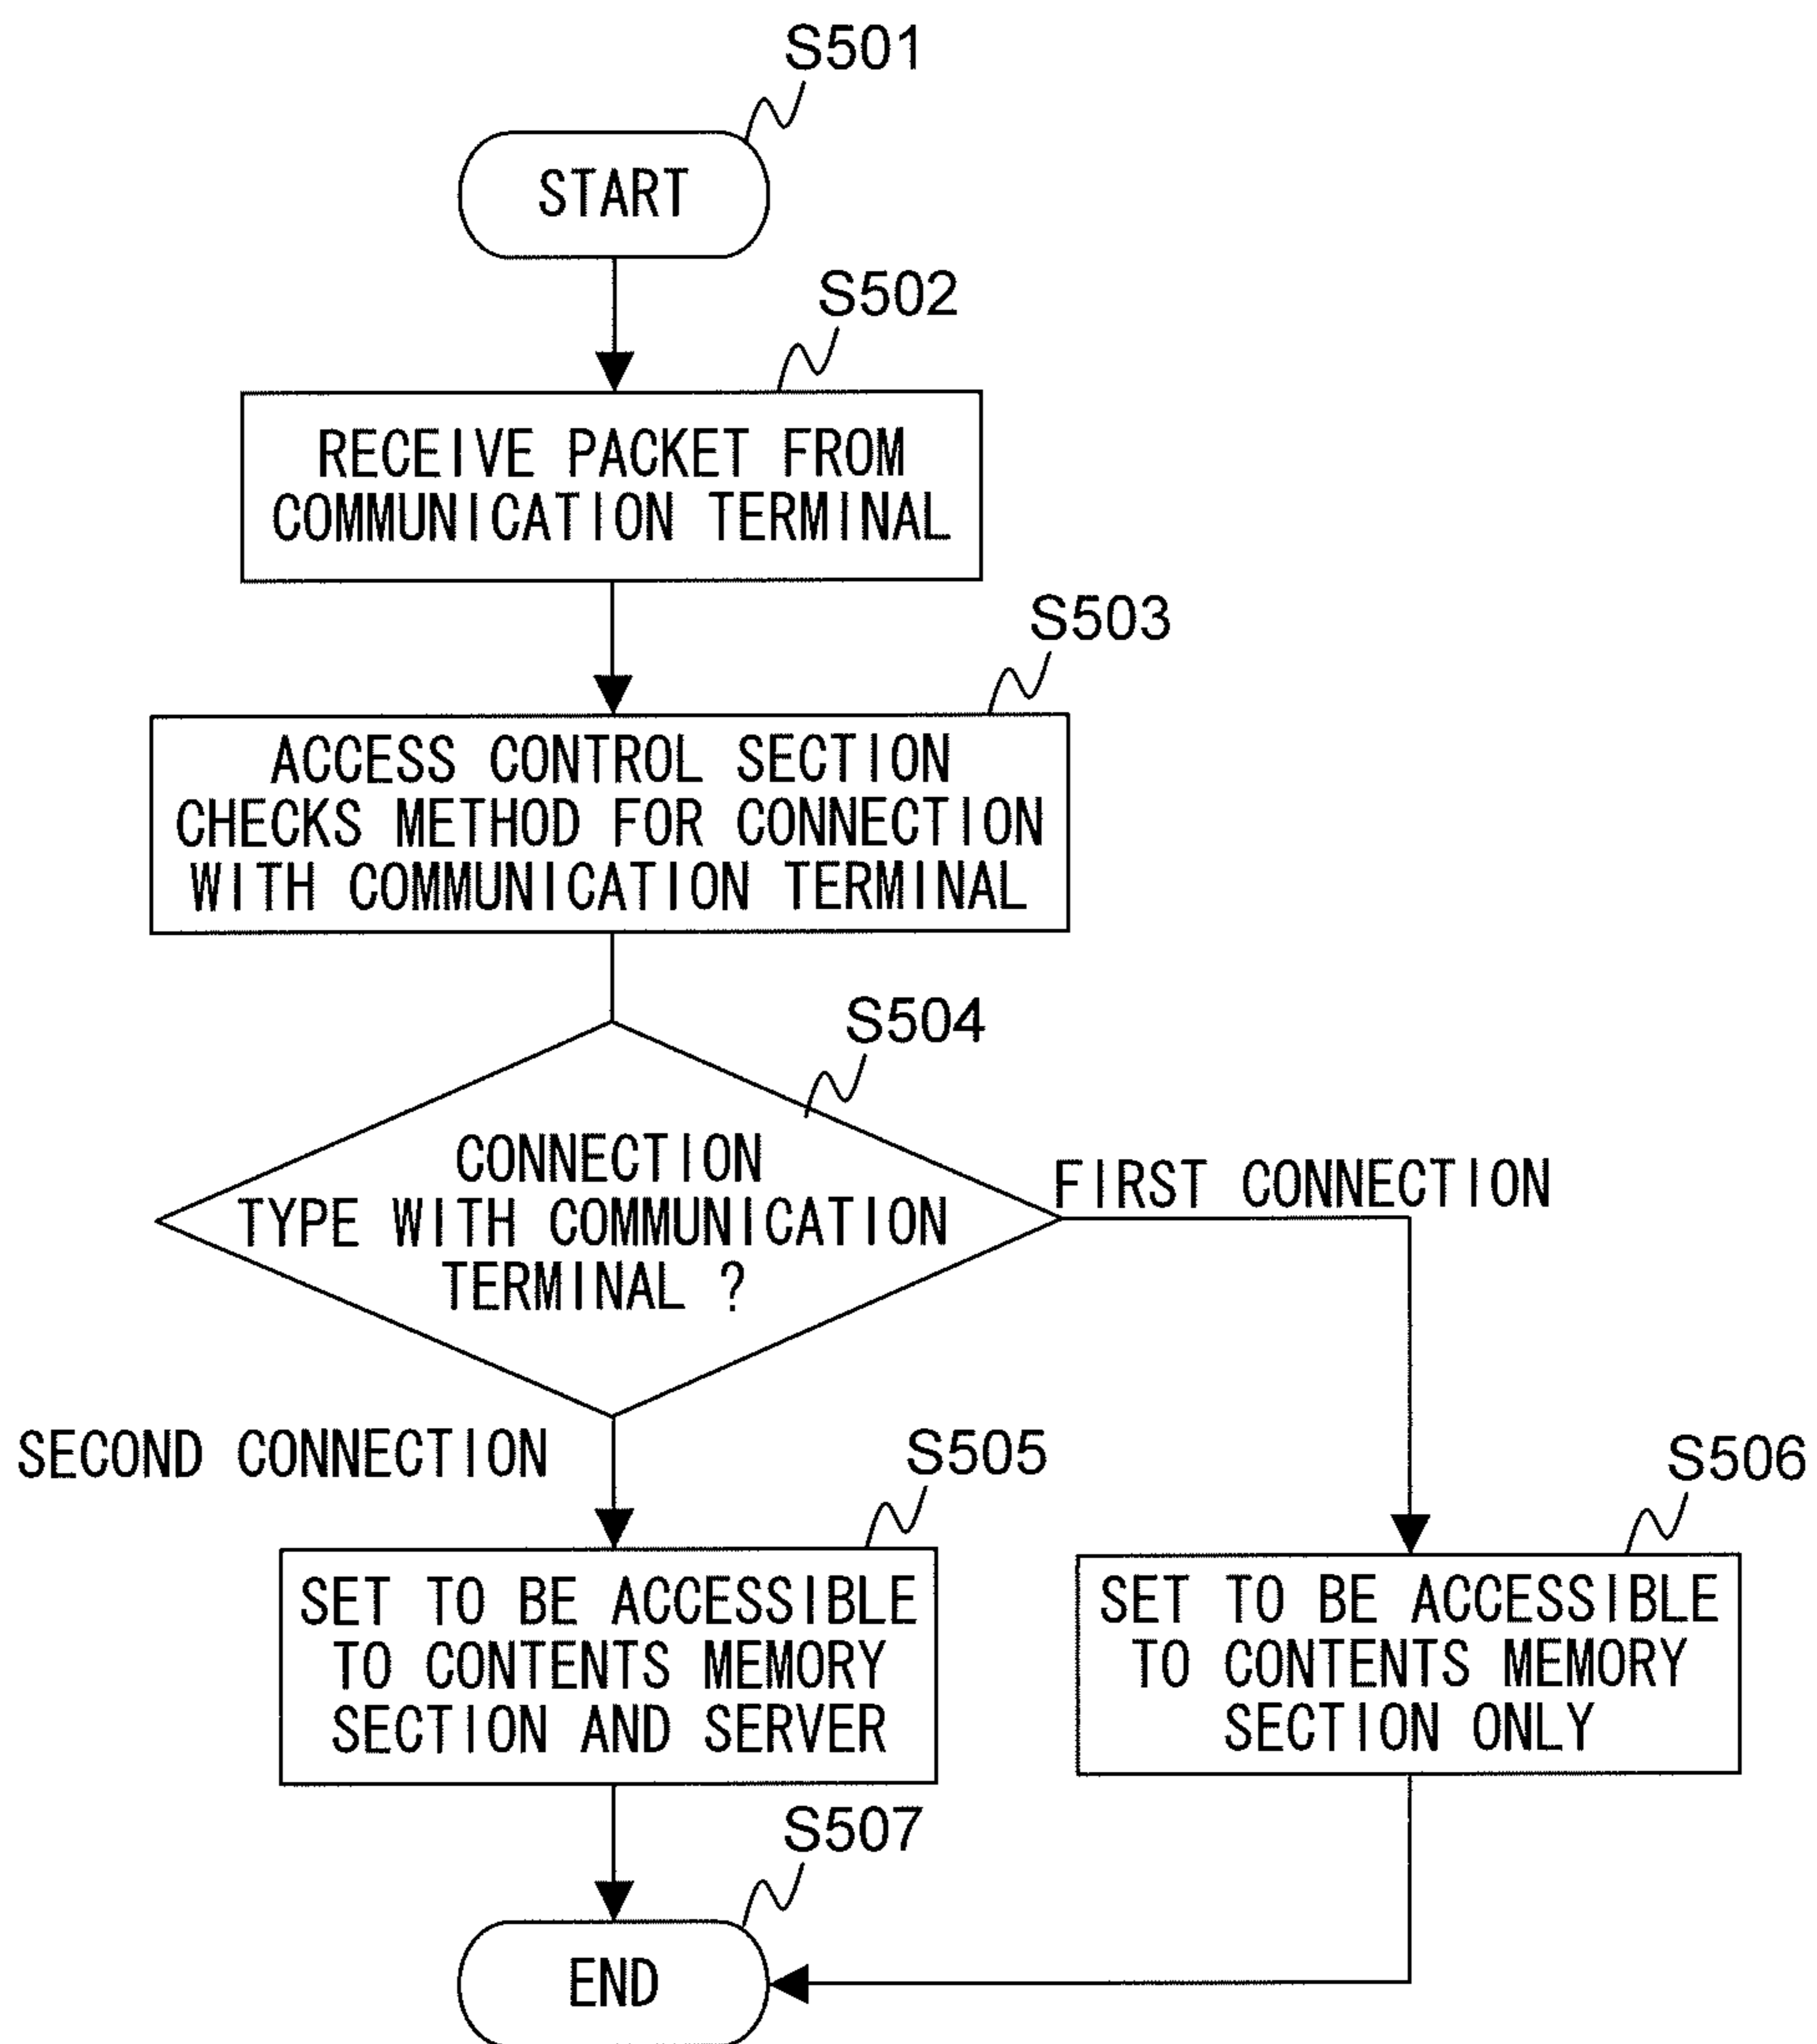 S501
START
S502
RECEIVE PACKET FROM
COMMUNICATION TERMINAL
S503
ACCESS CONTROL SECTION
CHECKS METHOD FOR CONNECTION
WITH COMMUNICATION TERMINAL
S504
CONNECTION
TYPE WITH COMMUNICATION
TERMINAL ?
FIRST CONNECTION
SECOND CONNECTION
S505
SET TO BE ACCESSIBLE
TO CONTENTS MEMORY
SECTION AND SERVER
S506
SET TO BE ACCESSIBLE
TO CONTENTS MEMORY
SECTION ONLY
S507
END